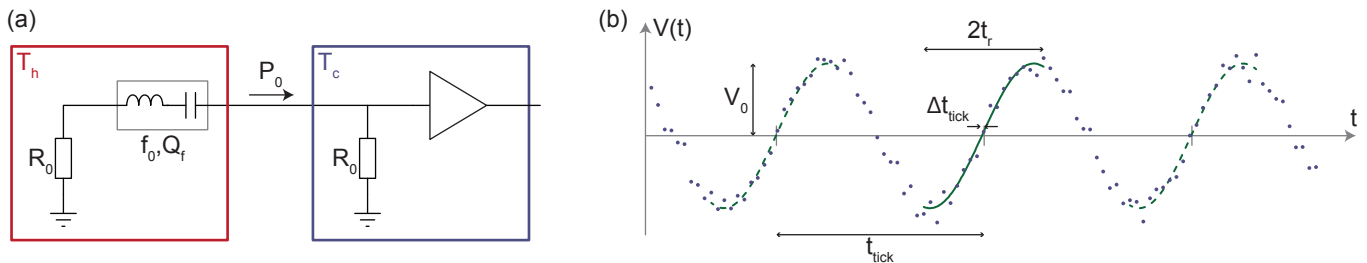 (a)
T_h
P_0
T_c
f_0,Q_f
R_0
R_0
(b)
V(t)
2t_r
V_0
Δt_tick
t
t_tick